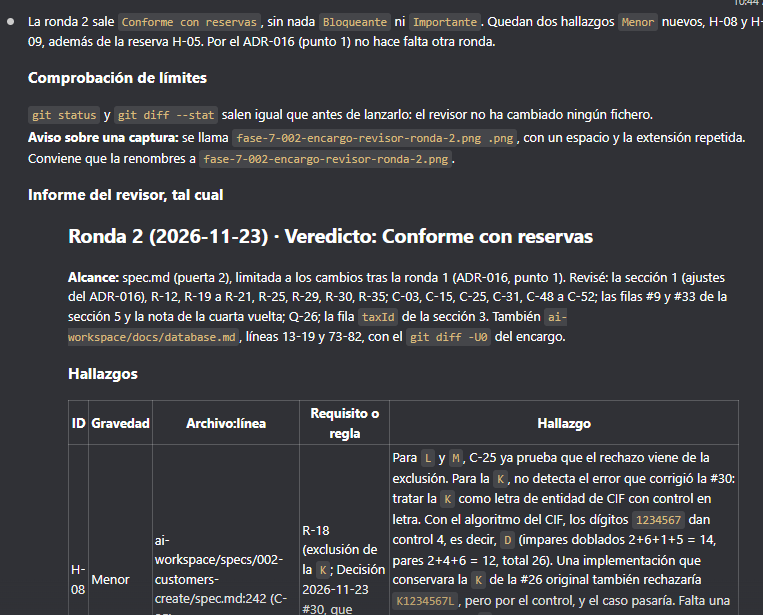 10:44
La ronda 2 sale Conforme con reservas, sin nada Bloqueante ni Importante. Quedan dos hallazgos Menor nuevos, H-08 y H-
09, además de la reserva H-05. Por el ADR-016 (punto 1) no hace falta otra ronda.
Comprobación de límites
git status y git diff --stat salen igual que antes de lanzarlo: el revisor no ha cambiado ningún fichero.
Aviso sobre una captura: se llama fase-7-002-encargo-revisor-ronda-2.png .png, con un espacio y la extensión repetida.
Conviene que la renombres a fase-7-002-encargo-revisor-ronda-2.png.
Informe del revisor, tal cual
Ronda 2 (2026-11-23) · Veredicto: Conforme con reservas
Alcance: spec.md (puerta 2), limitada a los cambios tras la ronda 1 (ADR-016, punto 1). Revisé: la sección 1 (ajustes
del ADR-016), R-12, R-19 a R-21, R-25, R-29, R-30, R-35; C-03, C-15, C-25, C-31, C-48 a C-52; las filas #9 y #33 de la
sección 5 y la nota de la cuarta vuelta; Q-26; la fila taxId de la sección 3. También ai-
workspace/docs/database.md, líneas 13-19 y 73-82, con el git diff -U0 del encargo.
Hallazgos
ID Gravedad Archivo:línea Requisito o regla Hallazgo
H-08
Menor
ai-
workspace/specs/002-
customers-
create/spec.md:242 (C-
R-18
(exclusión de
la K; Decisión
2026-11-23
#30, que
Para L y M, C-25 ya prueba que el rechazo viene de la
exclusión. Para la K, no detecta el error que corrigió la #30:
tratar la K como letra de entidad de CIF con control en
letra. Con el algoritmo del CIF, los dígitos 1234567 dan
control 4, es decir, D (impares doblados 2+6+1+5 = 14,
pares 2+4+6 = 12, total 26). Una implementación que
conservara la K de la #26 original también rechazaría
K1234567L, pero por el control, y el caso pasaría. Falta una